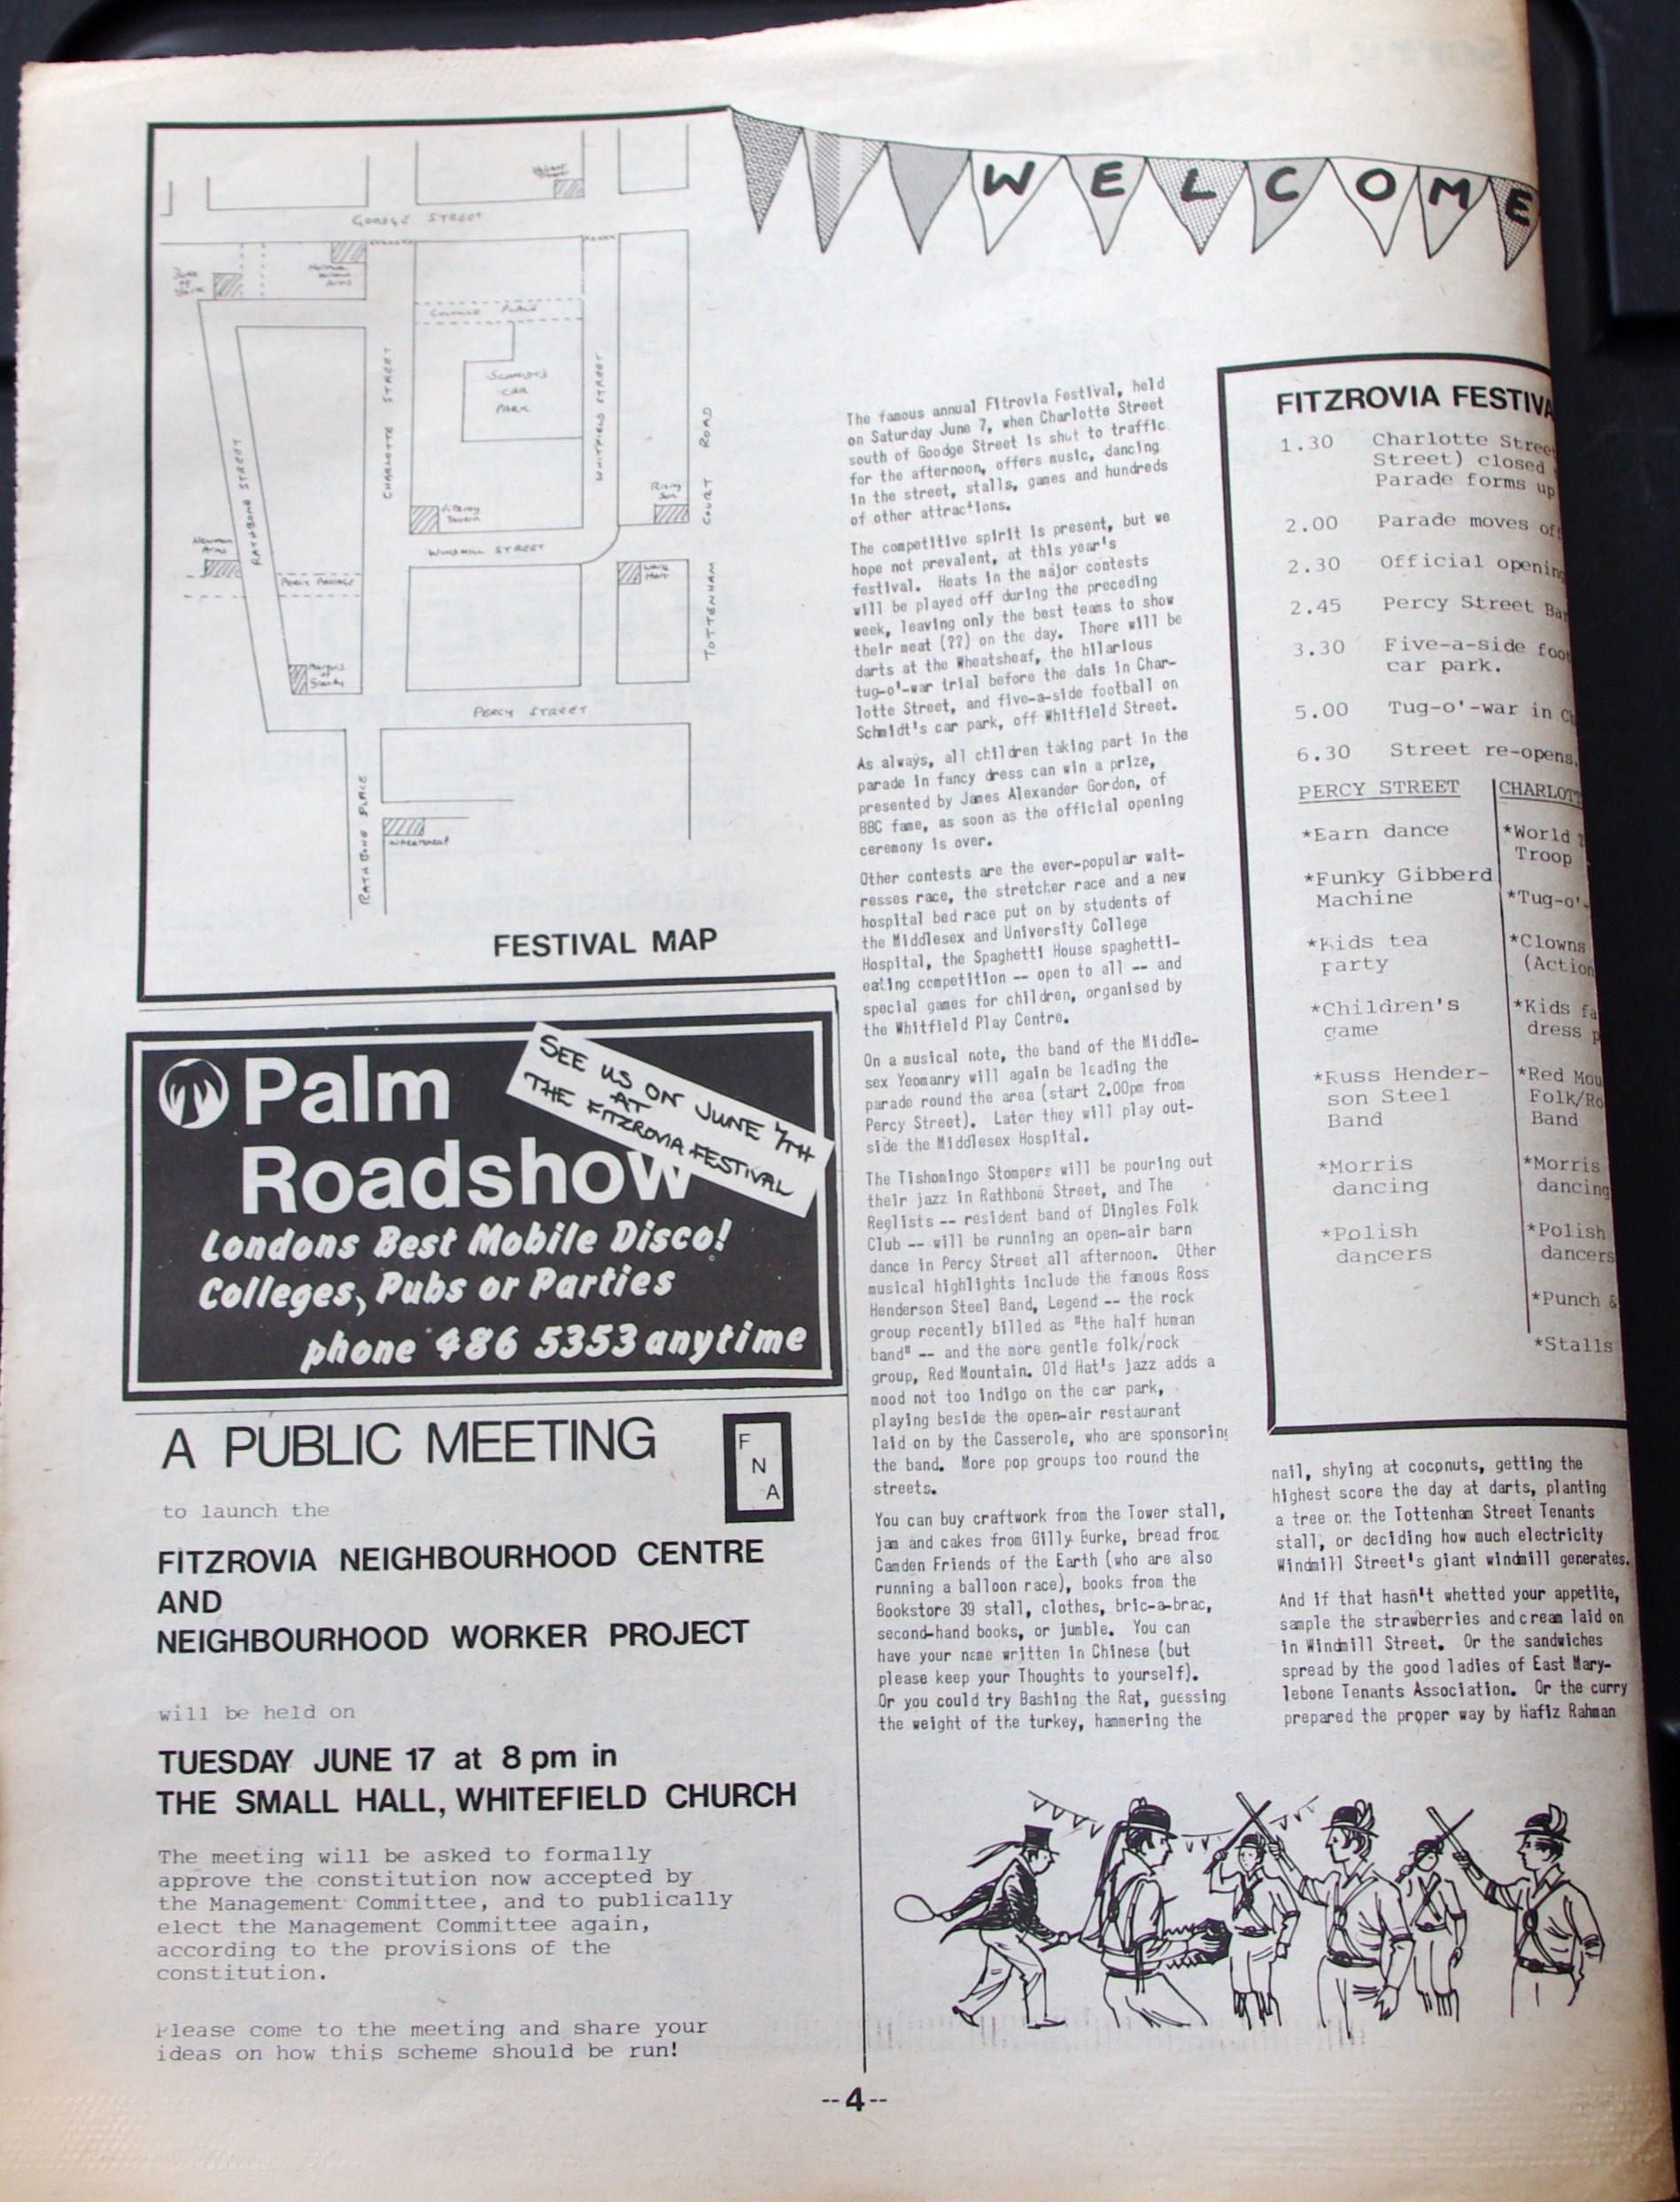 WELCOME
GOODGE STREET
Duke
of
York
Arms
COLVILLE PLACE
SCHMIDTS
CAR
PARK
CHARLOTTE STREET
WHITFIELD STREET
RATHBONE STREET
TOTTENHAM COURT ROAD
Rising
Sun
Fitzroy
Tavern
Newman
Arms
WINDMILL STREET
PERCY PASSAGE
Marquis
of
Granby
PERCY STREET
RATHBONE PLACE
Wheatsheaf
FESTIVAL MAP
Palm
Roadshow
SEE US ON JUNE 7TH
AT
THE FITZROVIA FESTIVAL
Londons Best Mobile Disco!
Colleges, Pubs or Parties
phone 486 5353 anytime
A PUBLIC MEETING
F
N
A
to launch the
FITZROVIA NEIGHBOURHOOD CENTRE
AND
NEIGHBOURHOOD WORKER PROJECT
will be held on
TUESDAY JUNE 17 at 8 pm in
THE SMALL HALL, WHITEFIELD CHURCH
The meeting will be asked to formally
approve the constitution now accepted by
the Management Committee, and to publically
elect the Management Committee again,
according to the provisions of the
constitution.
Please come to the meeting and share your
ideas on how this scheme should be run!
The famous annual Fitrovia Festival, held
on Saturday June 7, when Charlotte Street
south of Goodge Street is shut to traffic
for the afternoon, offers music, dancing
in the street, stalls, games and hundreds
of other attractions.
The competitive spirit is present, but we
hope not prevalent, at this year's
festival. Heats in the major contests
will be played off during the preceding
week, leaving only the best teams to show
their meat (??) on the day. There will be
darts at the Wheatsheaf, the hilarious
tug-o'-war trial before the dais in Char-
lotte Street, and five-a-side football on
Schmidt's car park, off Whitfield Street.
As always, all children taking part in the
parade in fancy dress can win a prize,
presented by James Alexander Gordon, of
BBC fame, as soon as the official opening
ceremony is over.
Other contests are the ever-popular wait-
resses race, the stretcher race and a new
hospital bed race put on by students of
the Middlesex and University College
Hospital, the Spaghetti House spaghetti-
eating competition -- open to all -- and
special games for children, organised by
the Whitfield Play Centre.
On a musical note, the band of the Middle-
sex Yeomanry will again be leading the
parade round the area (start 2.00pm from
Percy Street). Later they will play out-
side the Middlesex Hospital.
The Tishomingo Stompers will be pouring out
their jazz in Rathbone Street, and The
Reglists -- resident band of Dingles Folk
Club -- will be running an open-air barn
dance in Percy Street all afternoon. Other
musical highlights include the famous Ross
Henderson Steel Band, Legend -- the rock
group recently billed as "the half human
band" -- and the more gentle folk/rock
group, Red Mountain. Old Hat's jazz adds a
mood not too indigo on the car park,
playing beside the open-air restaurant
laid on by the Casserole, who are sponsoring
the band. More pop groups too round the
streets.
You can buy craftwork from the Tower stall,
jam and cakes from Gilly Burke, bread from
Camden Friends of the Earth (who are also
running a balloon race), books from the
Bookstore 39 stall, clothes, bric-a-brac,
second-hand books, or jumble. You can
have your name written in Chinese (but
please keep your Thoughts to yourself).
Or you could try Bashing the Rat, guessing
the weight of the turkey, hammering the
FITZROVIA FESTIVA
1.30 Charlotte Stree
Street) closed
Parade forms up
2.00 Parade moves of
2.30 Official opening
2.45 Percy Street Ba
3.30 Five-a-side foo
car park.
5.00 Tug-o'-war in C
6.30 Street re-opens.
PERCY STREET
*Earn dance
*Funky Gibberd
Machine
*Kids tea
party
*Children's
game
*Russ Hender-
son Steel
Band
*Morris
dancing
*Polish
dancers
CHARLOT
*World
Troop
*Tug-o'-
*Clowns
(Action
*Kids fa
dress p
*Red Mou
Folk/Ro
Band
*Morris
dancing
*Polish
dancers
*Punch &
*Stalls
nail, shying at coconuts, getting the
highest score the day at darts, planting
a tree on the Tottenham Street Tenants
stall, or deciding how much electricity
Windmill Street's giant windmill generates.
And if that hasn't whetted your appetite,
sample the strawberries and cream laid on
in Windmill Street. Or the sandwiches
spread by the good ladies of East Mary-
lebone Tenants Association. Or the curry
prepared the proper way by Hafiz Rahman
--4--